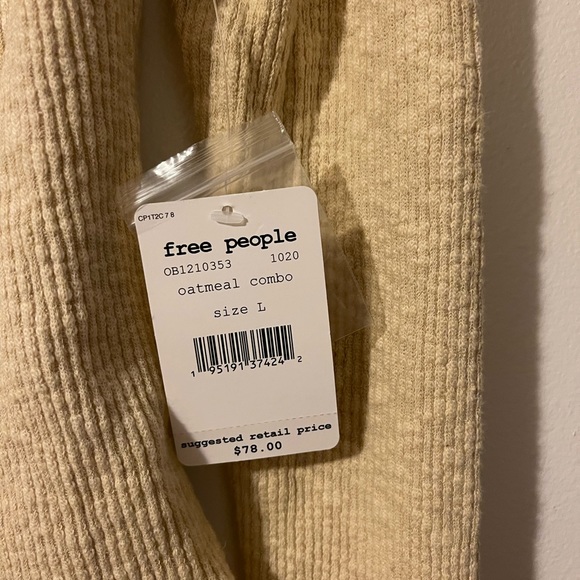 CP1T2C 7 8
free people
OB1210353 1020
oatmeal combo
size L
1 95191 37424 2
suggested retail price
$78.00